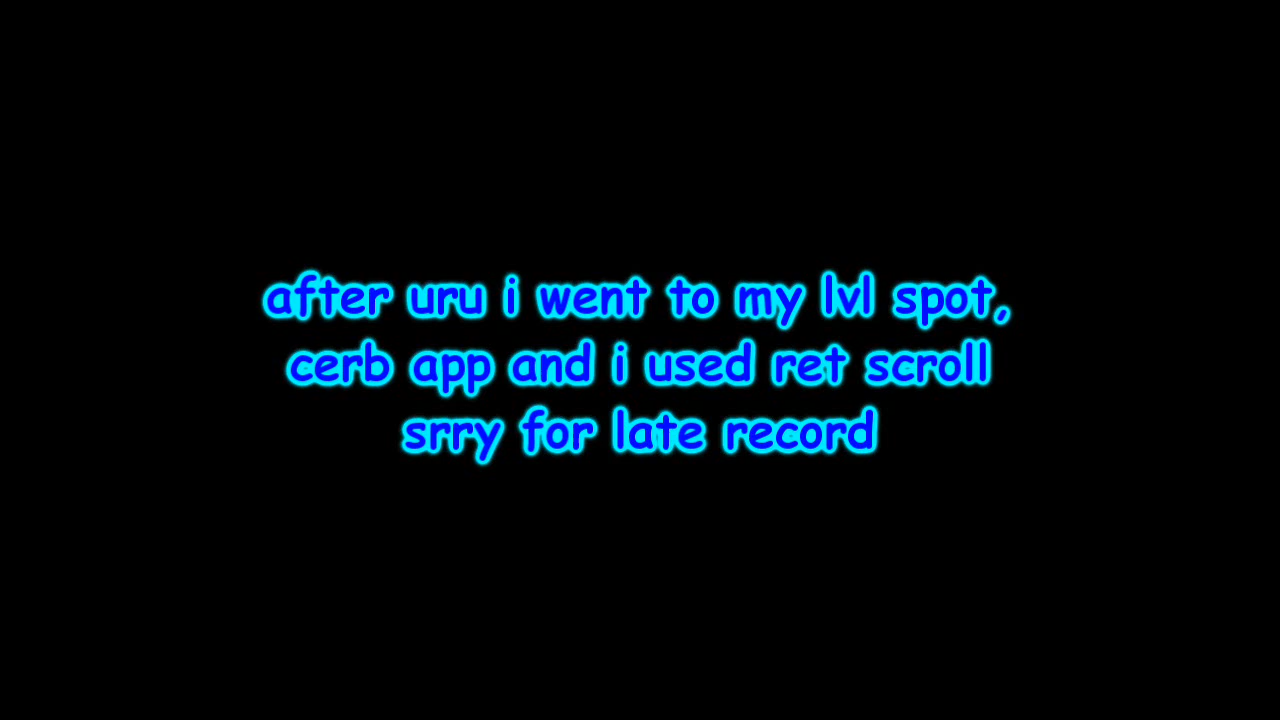 after uru i went to my lvl spot,
cerb app and i used ret scroll
srry for late record